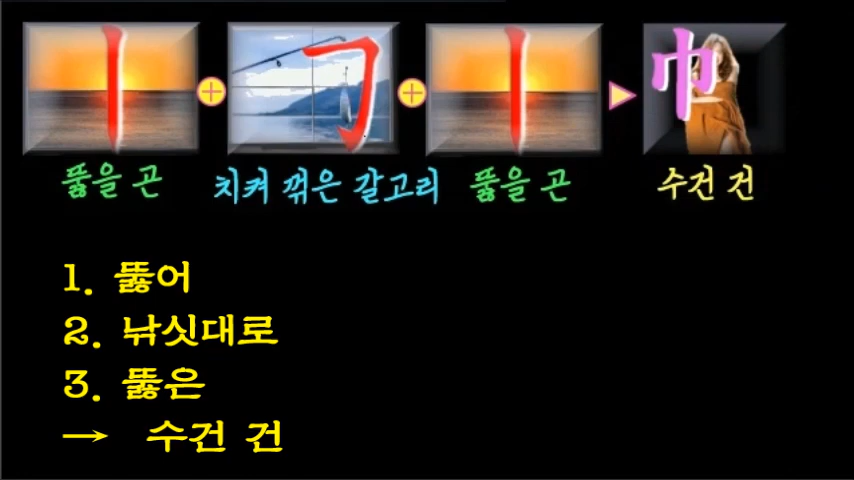 丨 𠃌 丨 巾
뚫을 곤 치켜 꺾은 갈고리 뚫을 곤 수건 건
1. 뚫어
2. 낚싯대로
3. 뚫은
→ 수건 건